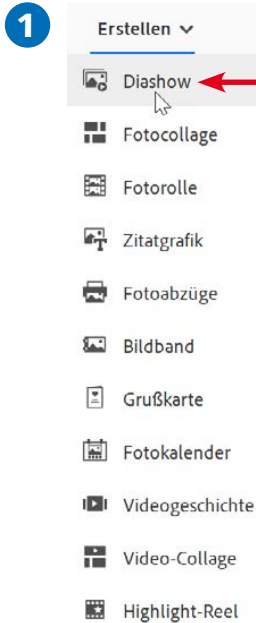 1
Erstellen
Diashow
Fotocollage
Fotorolle
Zitatgrafik
Fotoabzüge
Bildband
Grußkarte
Fotokalender
Videogeschichte
Video-Collage
Highlight-Reel